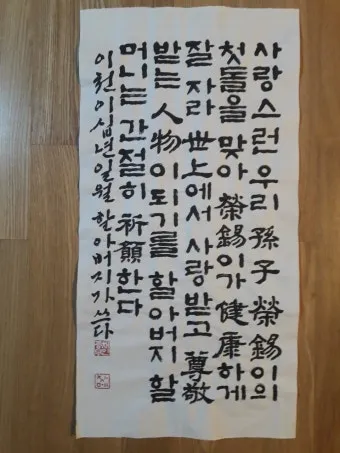 사랑스런 우리 孫子 榮錫이의
첫돌을 맞아 榮錫이가 健康하게
잘 자라 世上에서 사랑받고 尊敬
받는 人物이 되기를 할아버지 할
머니는 간절히 祈願한다
이천이십년 일월 할아버지가 쓰다